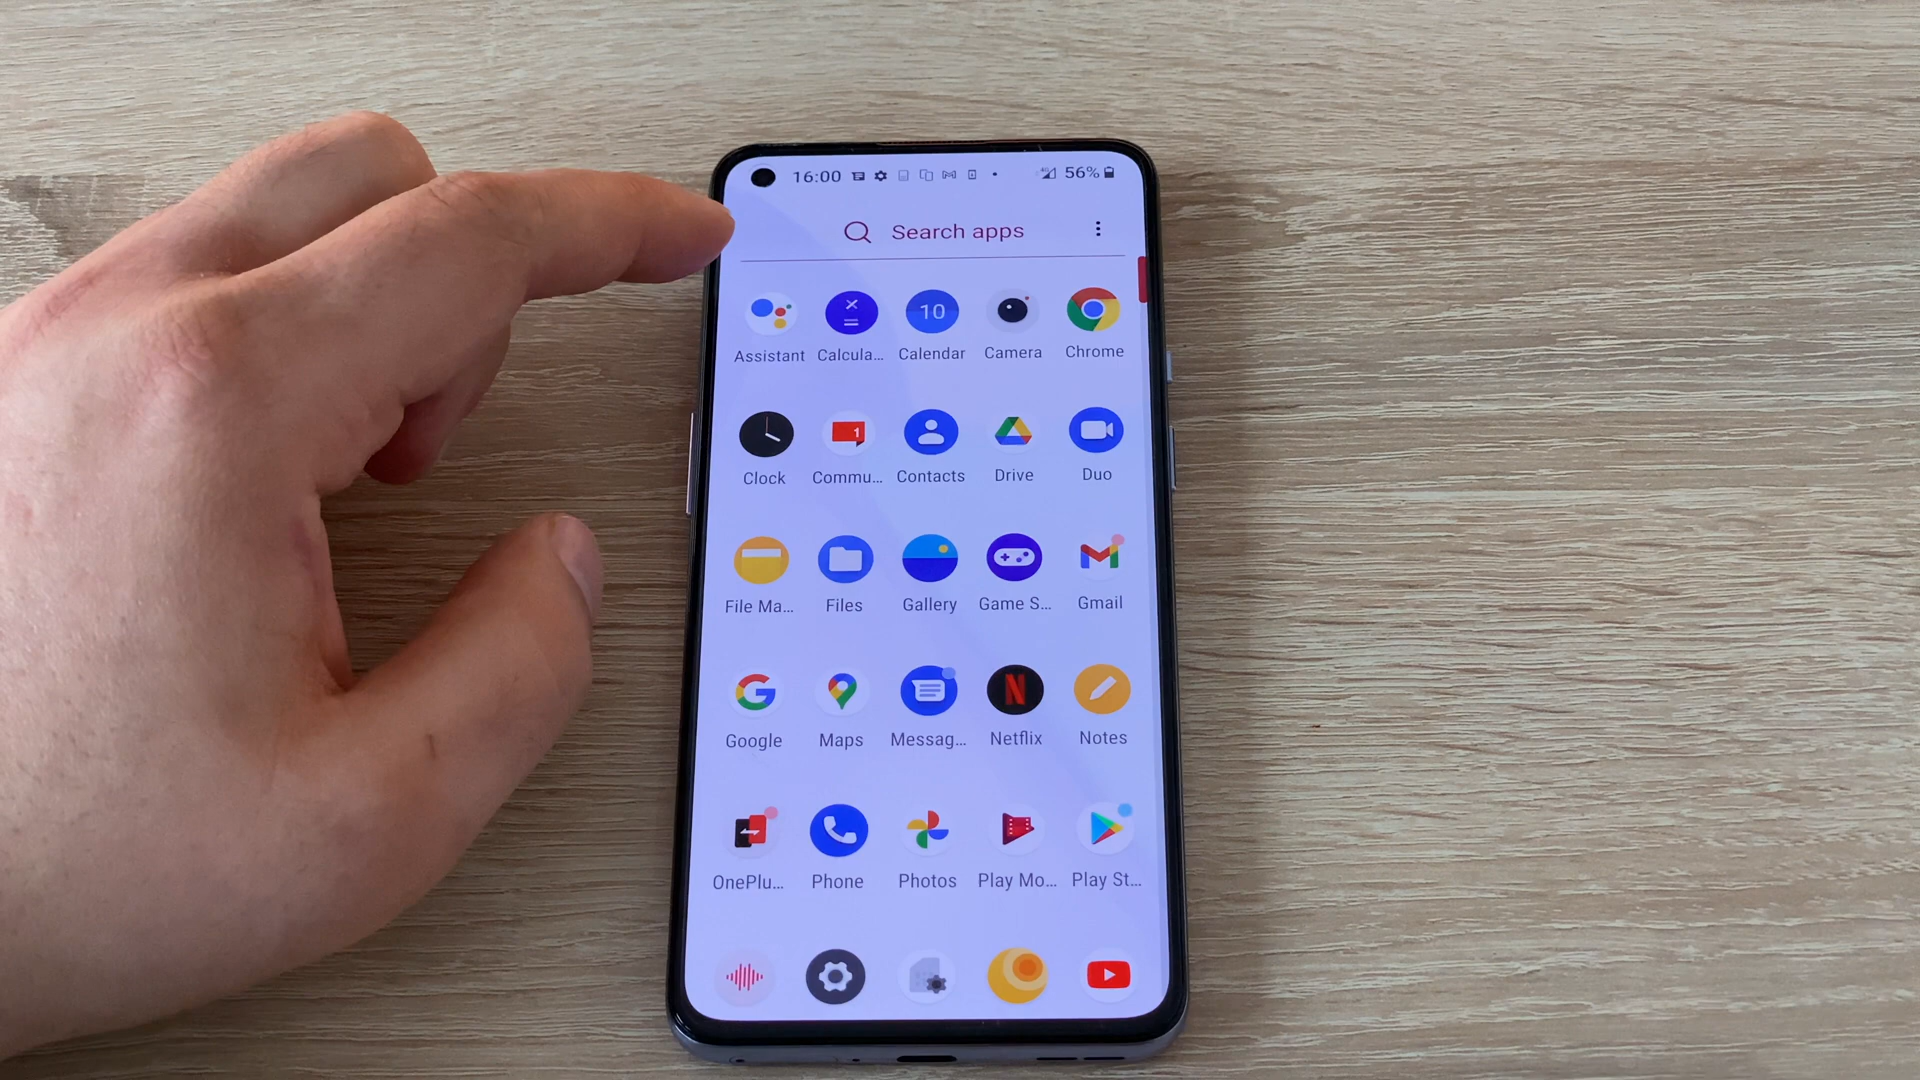 16:00 56%
Search apps
10
Assistant Calcula... Calendar Camera Chrome
1
Clock Commu... Contacts Drive Duo
File Ma... Files Gallery Game S... Gmail
N
Google Maps Messag... Netflix Notes
OnePlu... Phone Photos Play Mo... Play St...